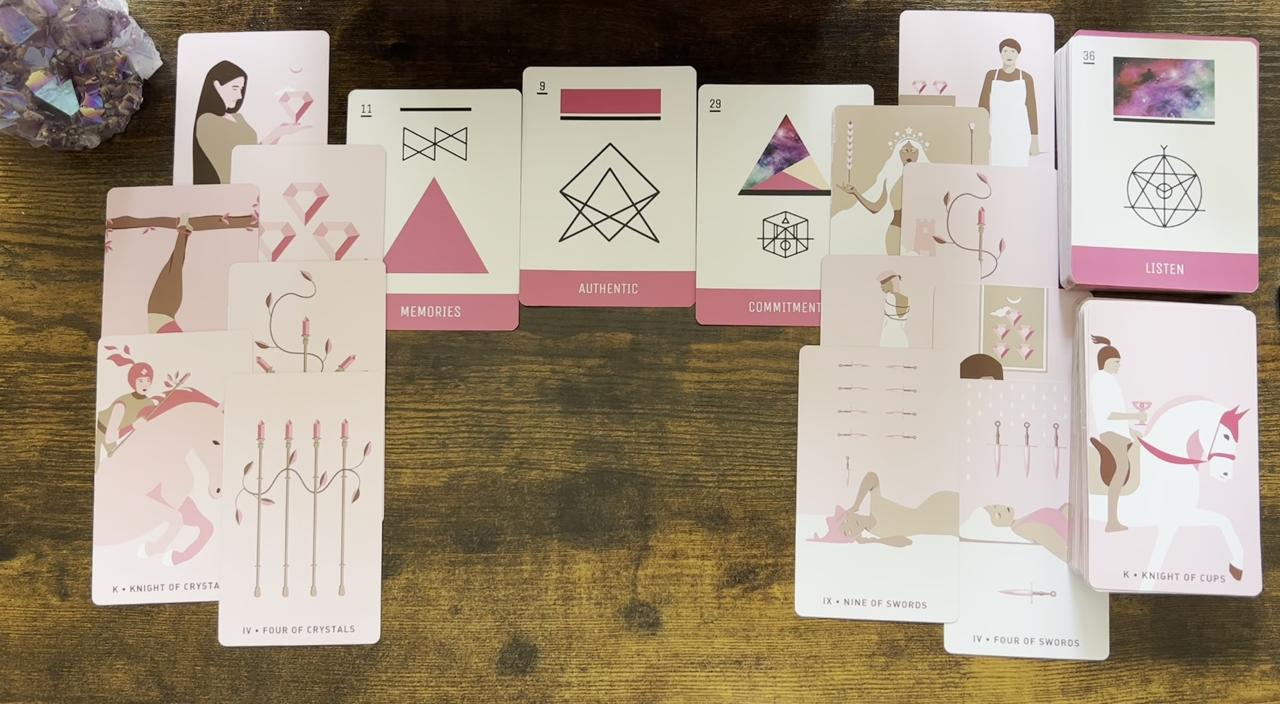 11
MEMORIES
9
AUTHENTIC
29
COMMITMENT
36
LISTEN
K • KNIGHT OF CRYSTA
IV • FOUR OF CRYSTALS
IX • NINE OF SWORDS
IV • FOUR OF SWORDS
K • KNIGHT OF CUPS